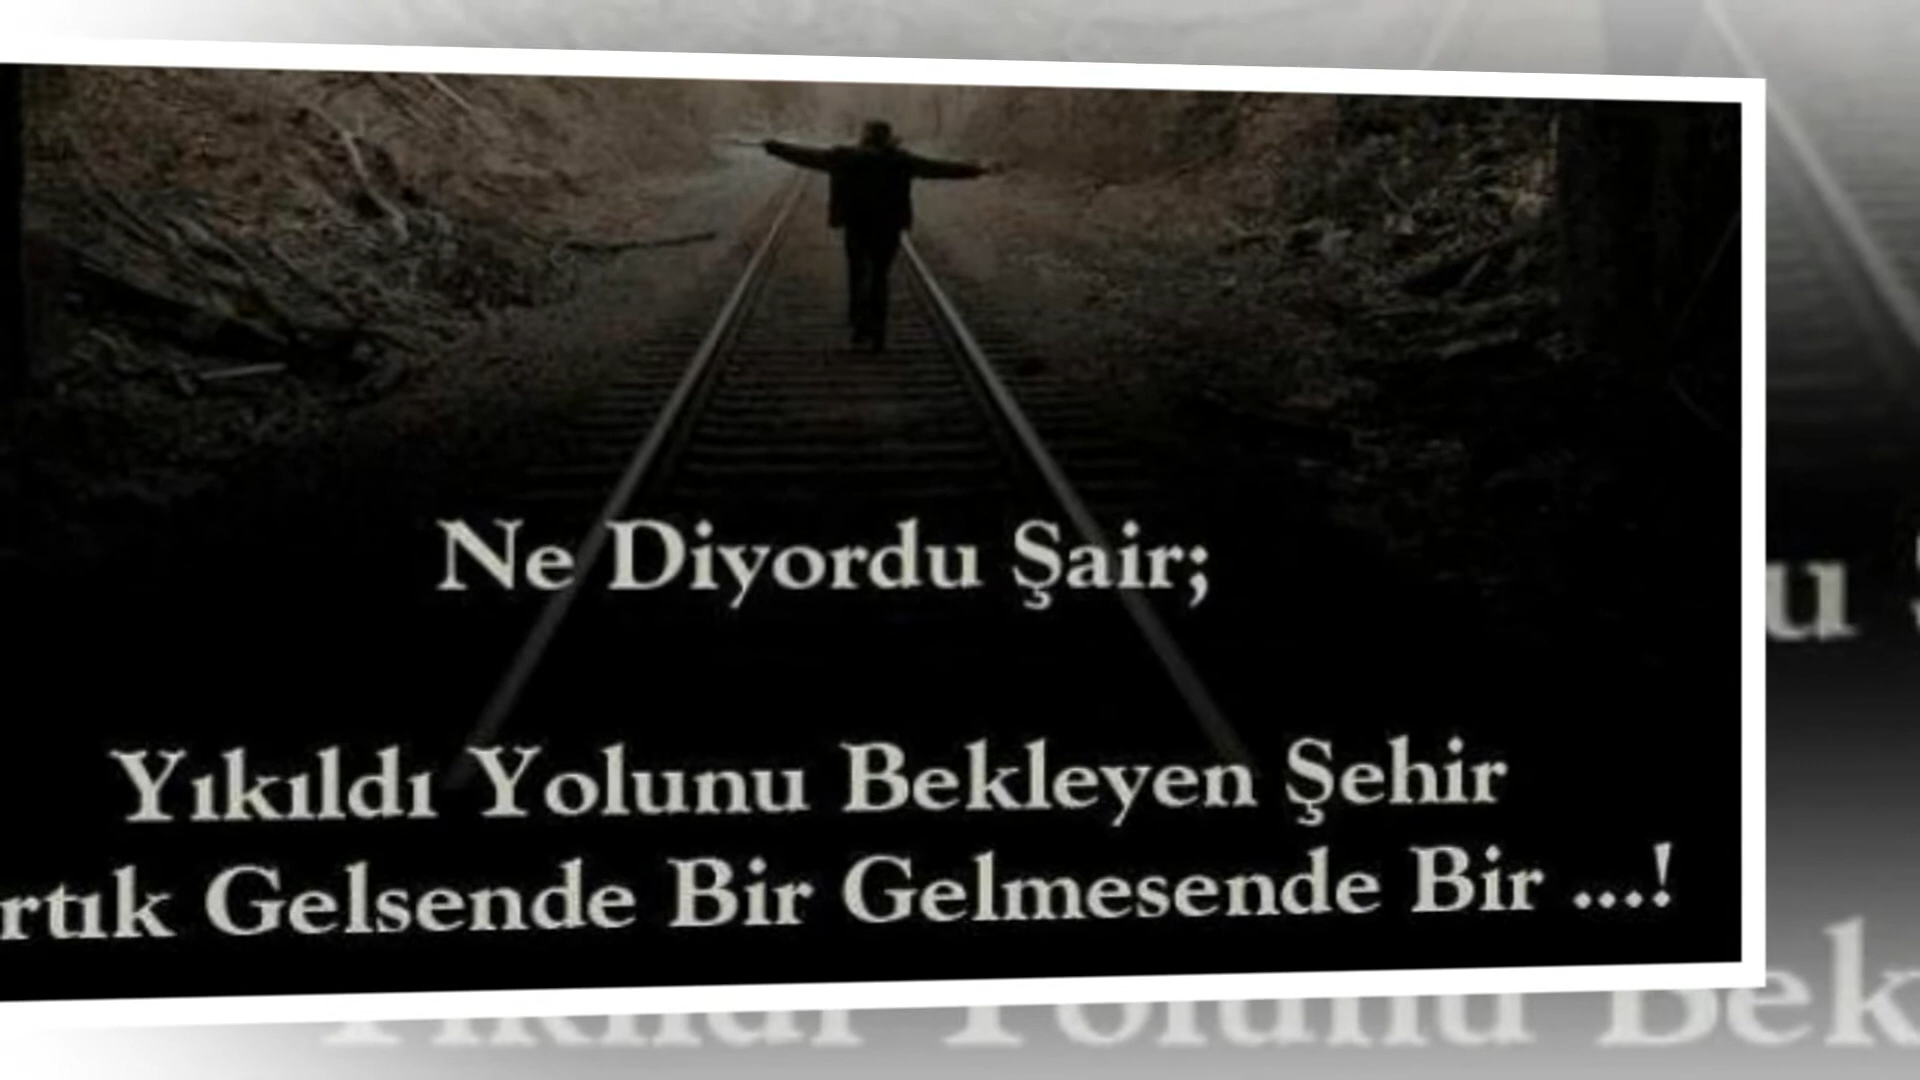 Ne Diyordu Şair;
Yıkıldı Yolunu Bekleyen Şehir
rtık Gelsende Bir Gelmesende Bir ...!